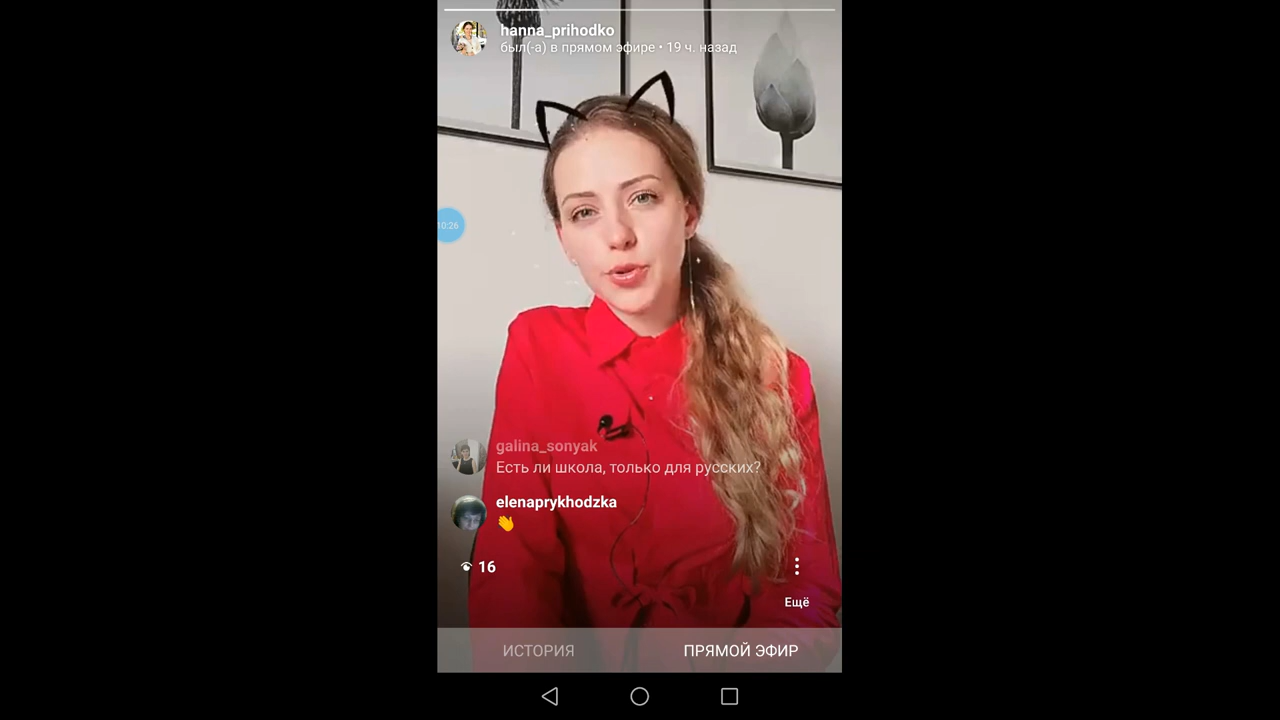 hanna_prihodko
был(-а) в прямом эфире • 19 ч. назад
10:26
galina_sonyak
Есть ли школа, только для русских?
elenaprykhodzka
👏
16
Ещё
ИСТОРИЯ
ПРЯМОЙ ЭФИР